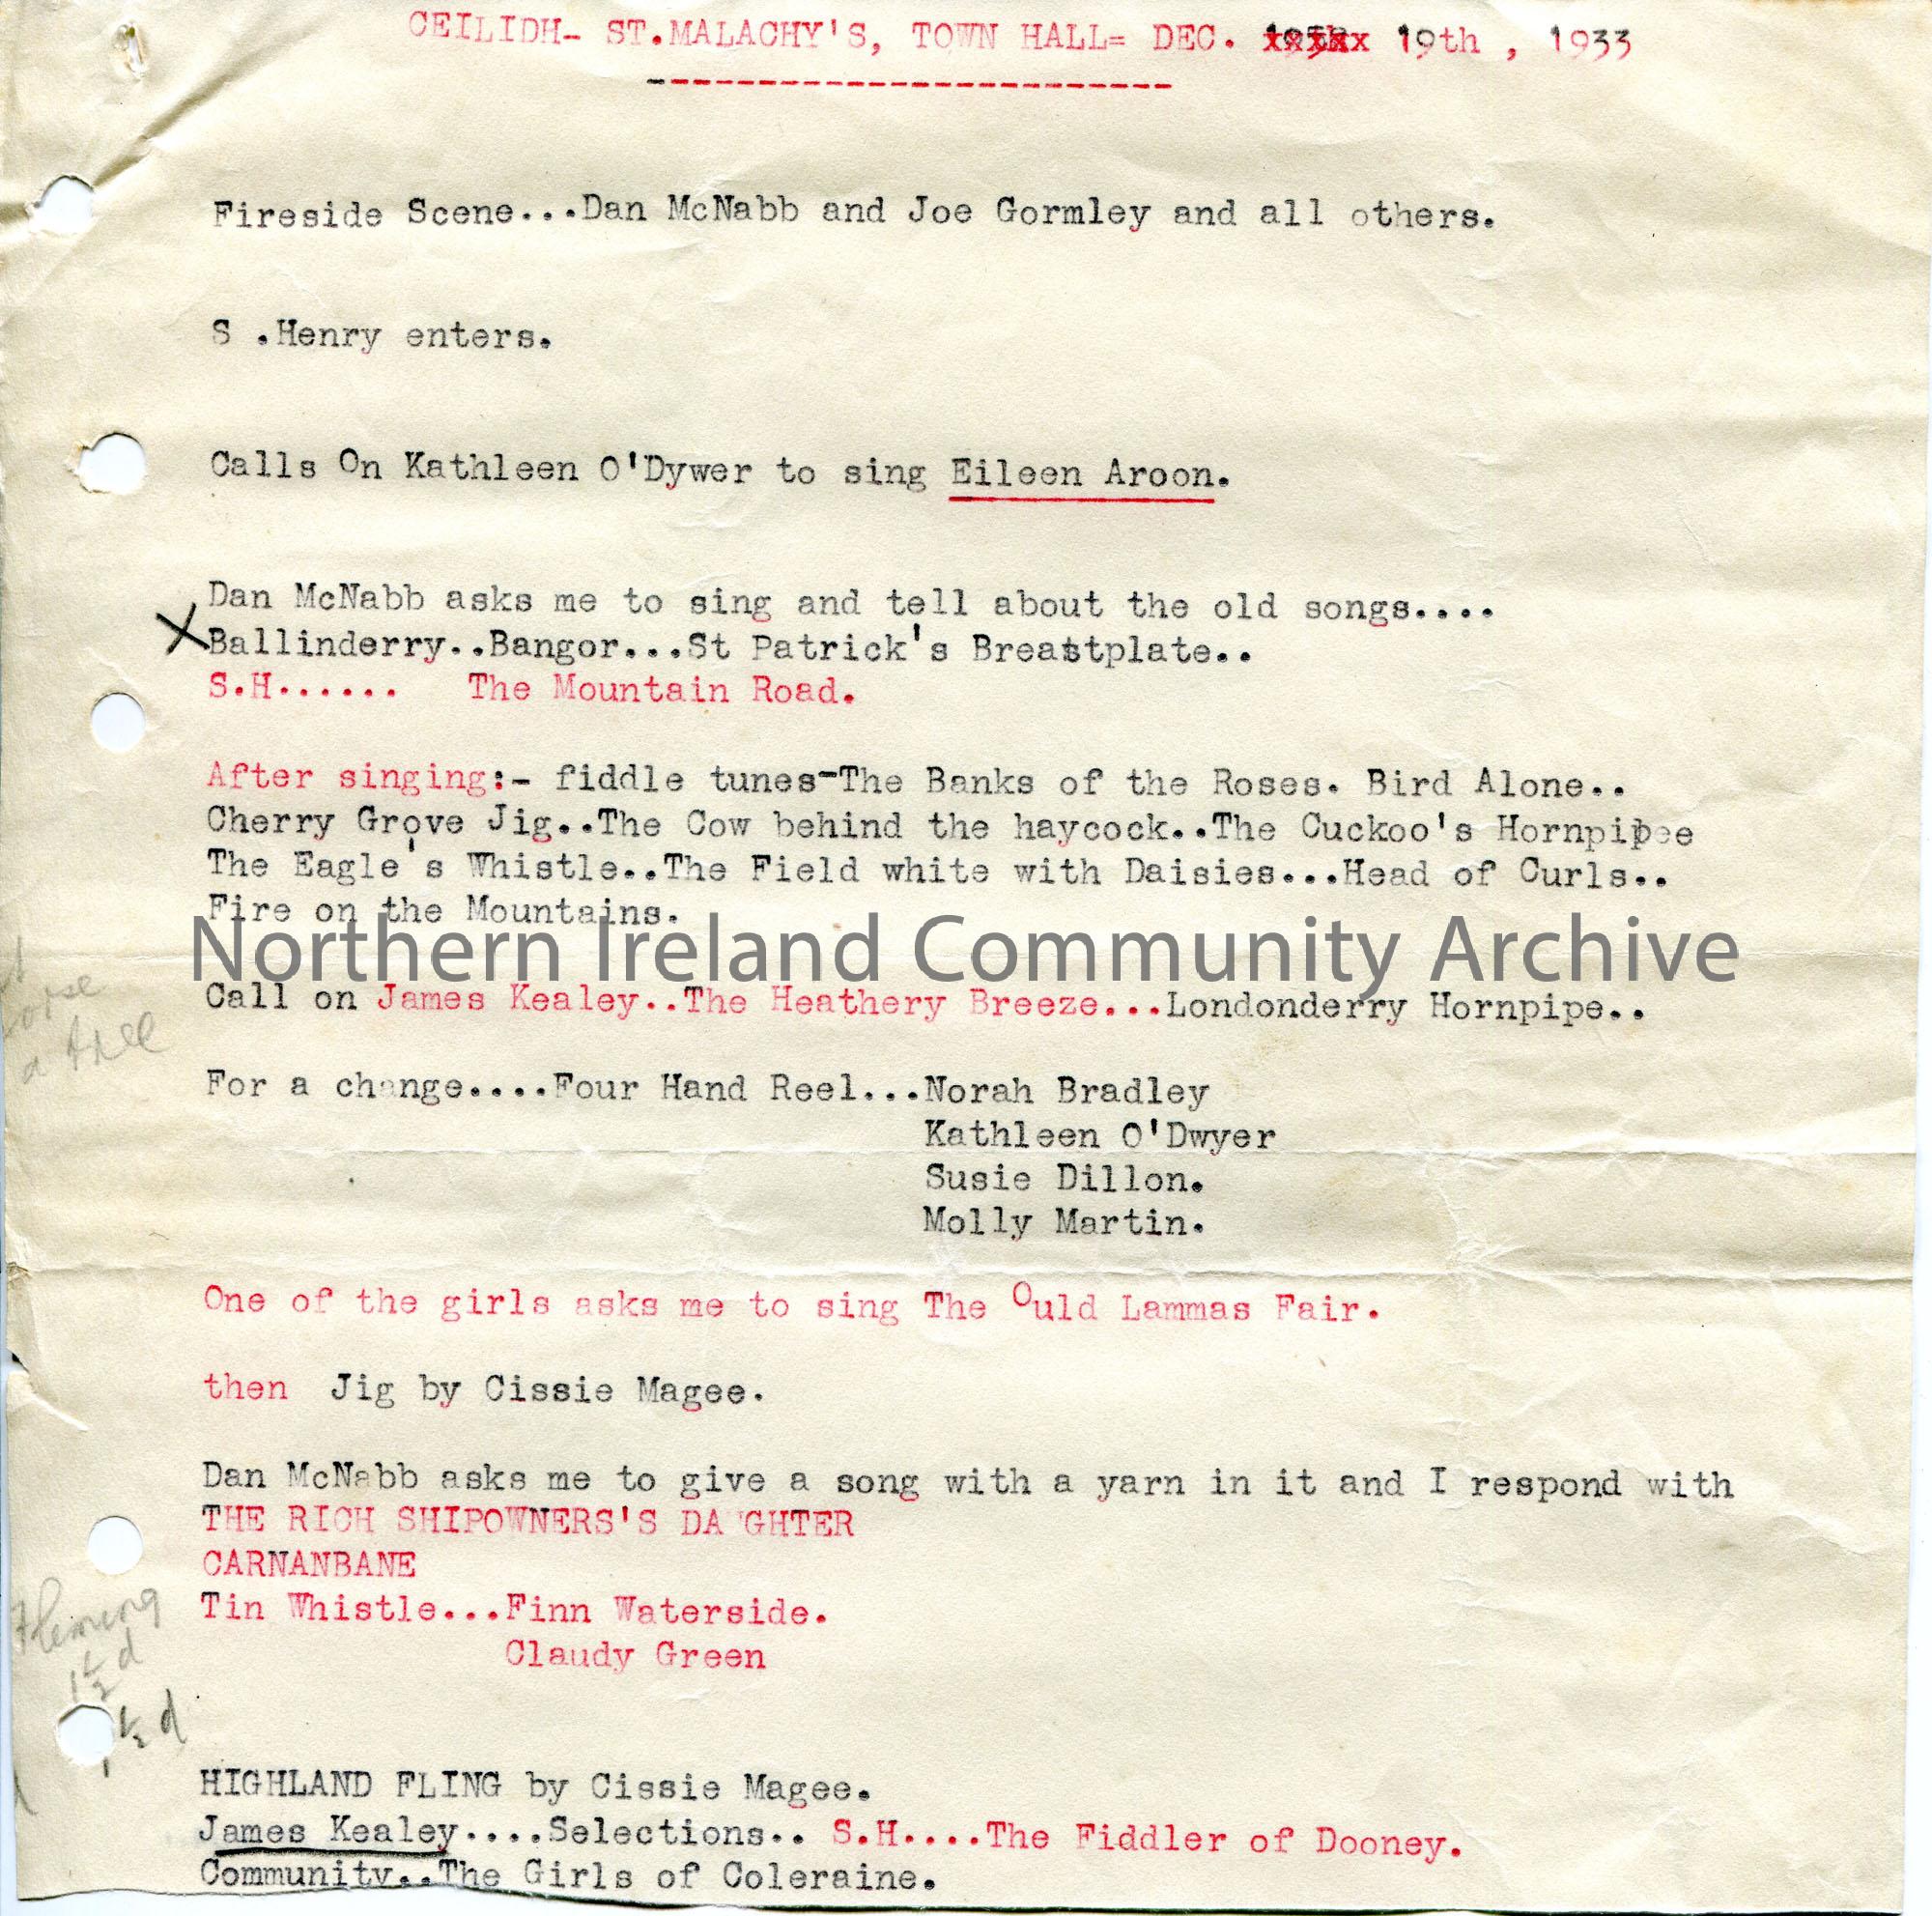 CEILIDH- ST.MALACHY'S, TOWN HALL= DEC. 19th , 1933
Fireside Scene...Dan McNabb and Joe Gormley and all others.
S .Henry enters.
Calls On Kathleen O'Dywer to sing Eileen Aroon.
Dan McNabb asks me to sing and tell about the old songs....
X Ballinderry..Bangor...St Patrick's Breastplate..
S.H...... The Mountain Road.
After singing:- fiddle tunes-The Banks of the Roses. Bird Alone..
Cherry Grove Jig..The Cow behind the haycock..The Cuckoo's Hornpipee
The Eagle's Whistle..The Field white with Daisies...Head of Curls..
Fire on the Mountains.
Northern Ireland Community Archive
Call on James Kealey..The Heathery Breeze...Londonderry Hornpipe..
a tree
For a change....Four Hand Reel...Norah Bradley
Kathleen O'Dwyer
Susie Dillon.
Molly Martin.
One of the girls asks me to sing The Ould Lammas Fair.
then Jig by Cissie Magee.
Dan McNabb asks me to give a song with a yarn in it and I respond with
THE RICH SHIPOWNERS'S DA'GHTER
CARNANBANE
Tin Whistle...Finn Waterside.
Claudy Green
Fleming
1½ d
1½ d
HIGHLAND FLING by Cissie Magee.
James Kealey....Selections.. S.H....The Fiddler of Dooney.
Community..The Girls of Coleraine.